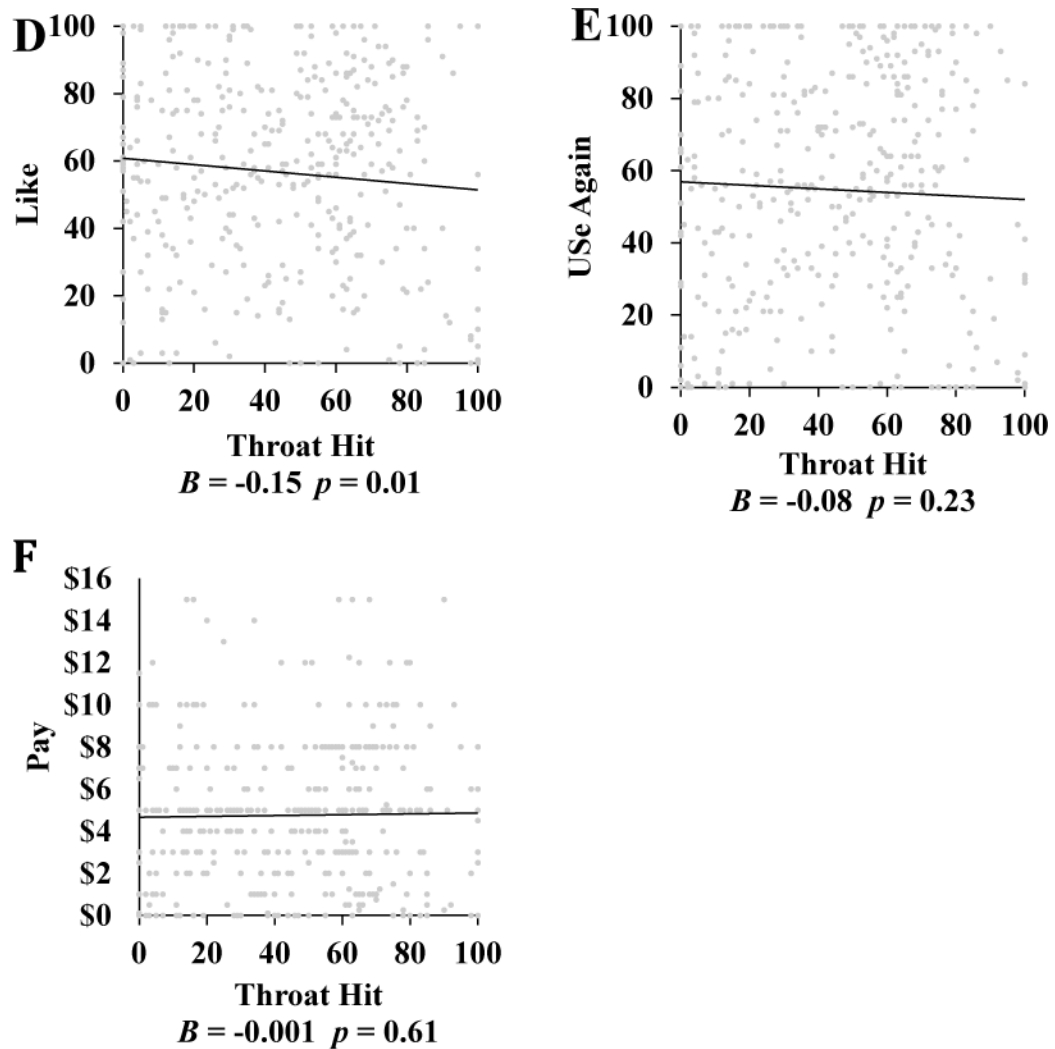 D
100
80
60
40
20
0
Like
0 20 40 60 80 100
Throat Hit
B = -0.15 p = 0.01
E
100
80
60
40
20
0
USe Again
0 20 40 60 80 100
Throat Hit
B = -0.08 p = 0.23
F
$16
$14
$12
$10
$8
$6
$4
$2
$0
Pay
0 20 40 60 80 100
Throat Hit
B = -0.001 p = 0.61